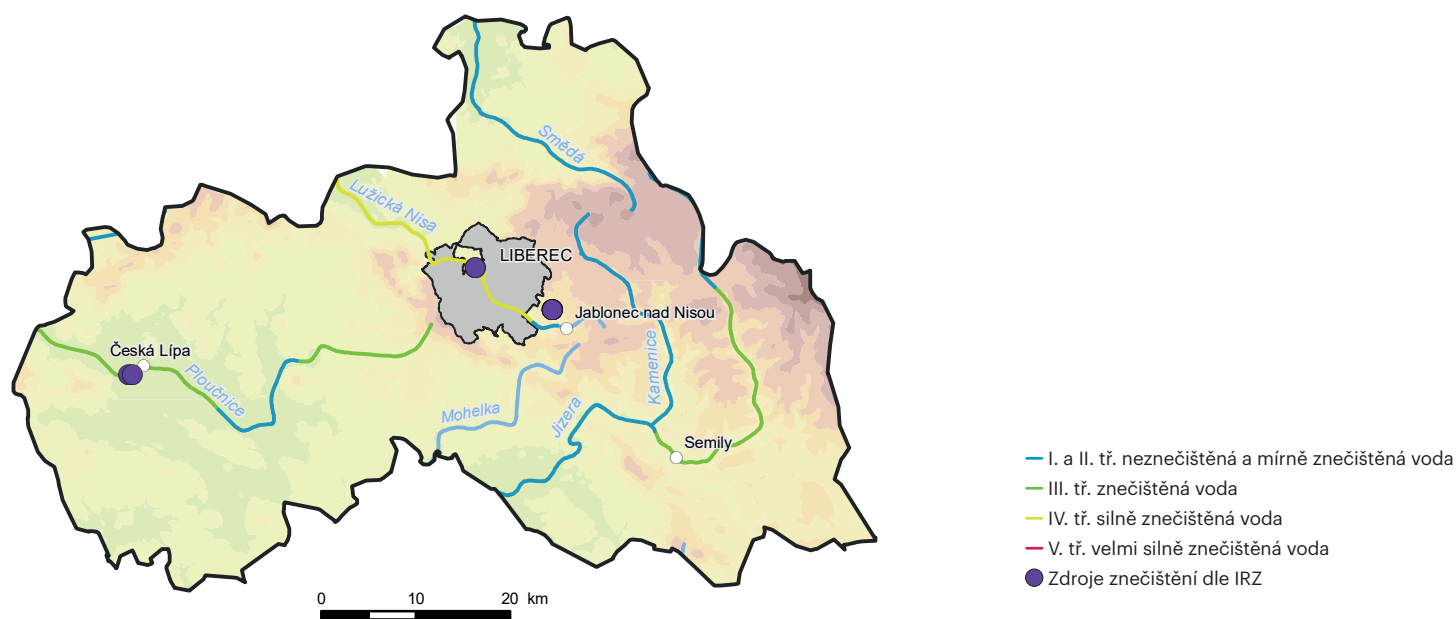 Smědá
Lužická Nisa
LIBEREC
Jablonec nad Nisou
Česká Lípa
Ploučnice
Kamenice
Mohelka
Jizera
Semily
I. a II. tř. neznečištěná a mírně znečištěná voda
III. tř. znečištěná voda
IV. tř. silně znečištěná voda
V. tř. velmi silně znečištěná voda
Zdroje znečištění dle IRZ
0 10 20 km